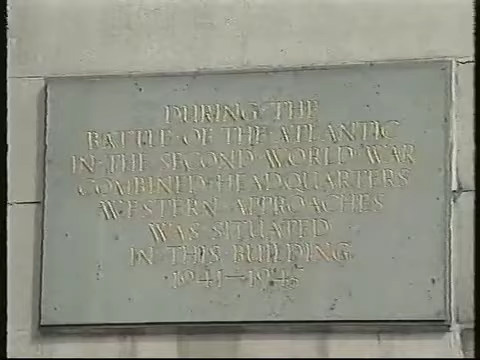 DURING THE
BATTLE · OF · THE · ATLANTIC
IN · THE · SECOND · WORLD · WAR
COMBINED · HEADQUARTERS
WESTERN · APPROACHES
WAS · SITUATED
IN · THIS · BUILDING
1941—1945